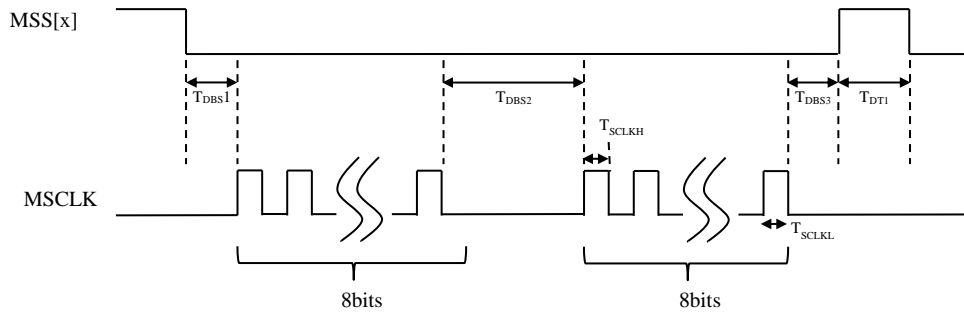 MSS[x]
TDBS1
TDBS2
TDBS3
TDT1
TSCLKH
MSCLK
TSCLKL
8bits
8bits